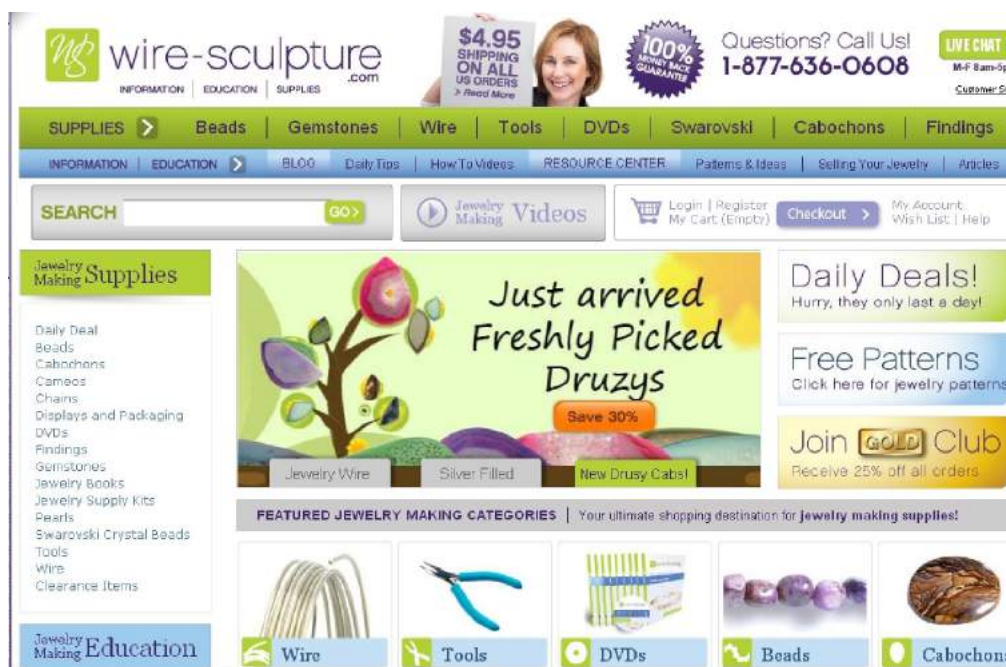 wire-sculpture
.com
INFORMATION | EDUCATION | SUPPLIES
$4.95
SHIPPING
ON ALL
US ORDERS
> Read More
100%
MONEY BACK
GUARANTEE
Questions? Call Us!
1-877-636-0608
LIVE CHAT
M-F 8am-5p
Customer S
SUPPLIES > Beads | Gemstones | Wire | Tools | DVDs | Swarovski | Cabochons | Findings
INFORMATION | EDUCATION > BLOG Daily Tips | How To Videos RESOURCE CENTER Patterns & Ideas | Selling Your Jewelry | Articles
SEARCH GO>
Jewelry
Making Videos
Login | Register
My Cart (Empty)
Checkout >
My Account
Wish List | Help
Jewelry
Making Supplies
Daily Deal
Beads
Cabochons
Cameos
Chains
Displays and Packaging
DVDs
Findings
Gemstones
Jewelry Books
Jewelry Supply Kits
Pearls
Swarovski Crystal Beads
Tools
Wire
Clearance Items
Jewelry
Making Education
Just arrived
Freshly Picked
Druzys
Save 30%
Jewelry Wire
Silver Filled
New Drusy Cabs!
Daily Deals!
Hurry, they only last a day!
Free Patterns
Click here for jewelry patterns
Join GOLD Club
Receive 25% off all orders
FEATURED JEWELRY MAKING CATEGORIES | Your ultimate shopping destination for jewelry making supplies!
Wire
Tools
DVDs
Beads
Cabochon